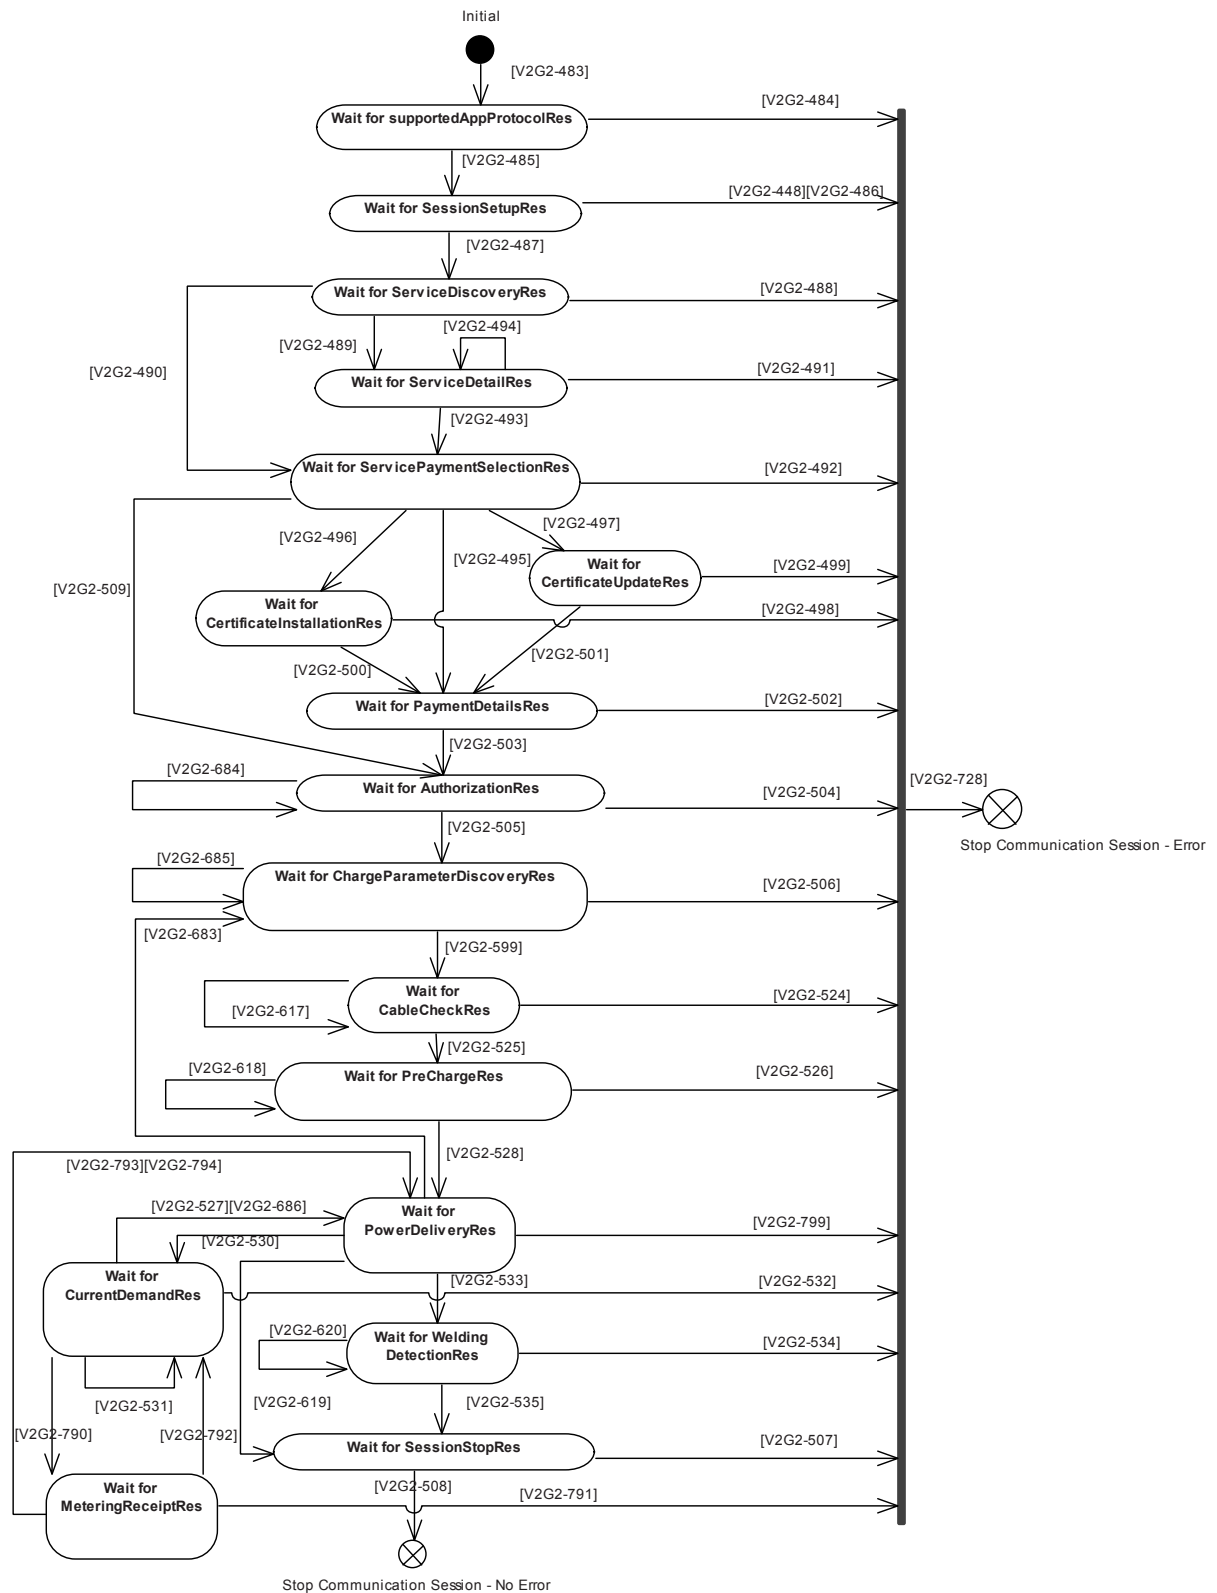 Initial
[V2G2-483]
[V2G2-484]
Wait for supportedAppProtocolRes
[V2G2-485]
[V2G2-448][V2G2-486]
Wait for SessionSetupRes
[V2G2-487]
[V2G2-488]
Wait for ServiceDiscoveryRes
[V2G2-494]
[V2G2-489]
[V2G2-490]
[V2G2-491]
Wait for ServiceDetailRes
[V2G2-493]
[V2G2-492]
Wait for ServicePaymentSelectionRes
[V2G2-497]
[V2G2-496]
[V2G2-495]
Wait for
CertificateUpdateRes
[V2G2-499]
[V2G2-509]
Wait for
CertificateInstallationRes
[V2G2-498]
[V2G2-501]
[V2G2-500]
[V2G2-502]
Wait for PaymentDetailsRes
[V2G2-503]
[V2G2-684]
[V2G2-728]
Wait for AuthorizationRes
[V2G2-504]
[V2G2-505]
Stop Communication Session - Error
[V2G2-685]
Wait for ChargeParameterDiscoveryRes
[V2G2-506]
[V2G2-683]
[V2G2-599]
Wait for
CableCheckRes
[V2G2-524]
[V2G2-617]
[V2G2-525]
[V2G2-618]
Wait for PreChargeRes
[V2G2-526]
[V2G2-528]
[V2G2-793][V2G2-794]
[V2G2-527][V2G2-686]
Wait for
PowerDeliveryRes
[V2G2-799]
[V2G2-530]
Wait for
CurrentDemandRes
[V2G2-533]
[V2G2-532]
[V2G2-620]
Wait for Welding
DetectionRes
[V2G2-534]
[V2G2-531]
[V2G2-619]
[V2G2-535]
[V2G2-790]
[V2G2-792]
Wait for SessionStopRes
[V2G2-507]
Wait for
MeteringReceiptRes
[V2G2-508]
[V2G2-791]
Stop Communication Session - No Error